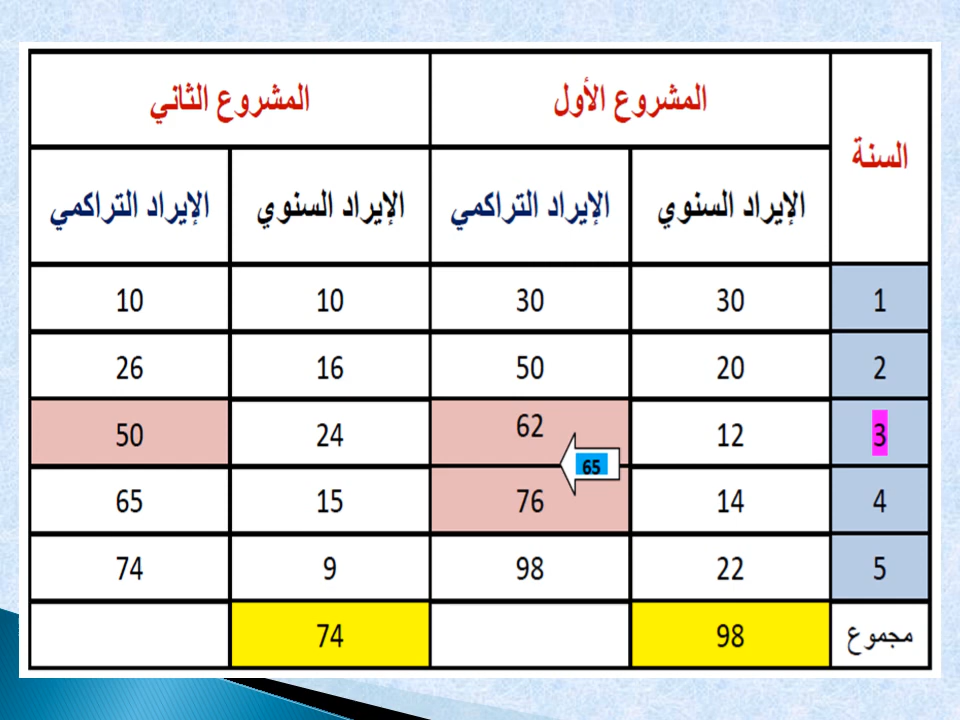 السنة المشروع الأول المشروع الثاني
الإيراد السنوي الإيراد التراكمي الإيراد السنوي الإيراد التراكمي
1 30 30 10 10
2 20 50 16 26
3 12 62 24 50
65
4 14 76 15 65
5 22 98 9 74
مجموع 98 74